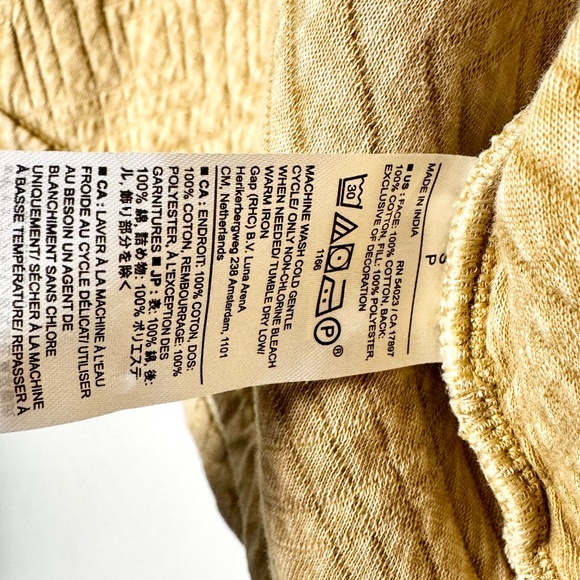 S
P
MADE IN INDIA
RN 54023 / CA 17897
■ US : FACE: 100% COTTON, BACK:
100% COTTON, FILL: 100% POLYESTER,
EXCLUSIVE OF DECORATION
30 P ®
1166
MACHINE WASH COLD GENTLE
CYCLE/ ONLY NON-CHLORINE BLEACH
WHEN NEEDED/ TUMBLE DRY LOW/
WARM IRON
Gap (RHC) B.V, Luna ArenA
Herikerbergweg 238 Amsterdam, 1101
CM, Netherlands
■ CA : ENDROIT: 100% COTON, DOS:
100% COTON, REMBOURRAGE: 100%
POLYESTER, À L'EXCEPTION DES
GARNITURES ■ JP : 表: 100% 綿, 後:
100% 綿, 詰め物: 100% ポリエステ
ル, 飾り部分を除く
■ CA : LAVER À LA MACHINE À L'EAU
FROIDE AU CYCLE DÉLICAT/ UTILISER
AU BESOIN UN AGENT DE
BLANCHIMENT SANS CHLORE
UNIQUEMENT/ SÉCHER À LA MACHINE
À BASSE TEMPÉRATURE/ REPASSER À